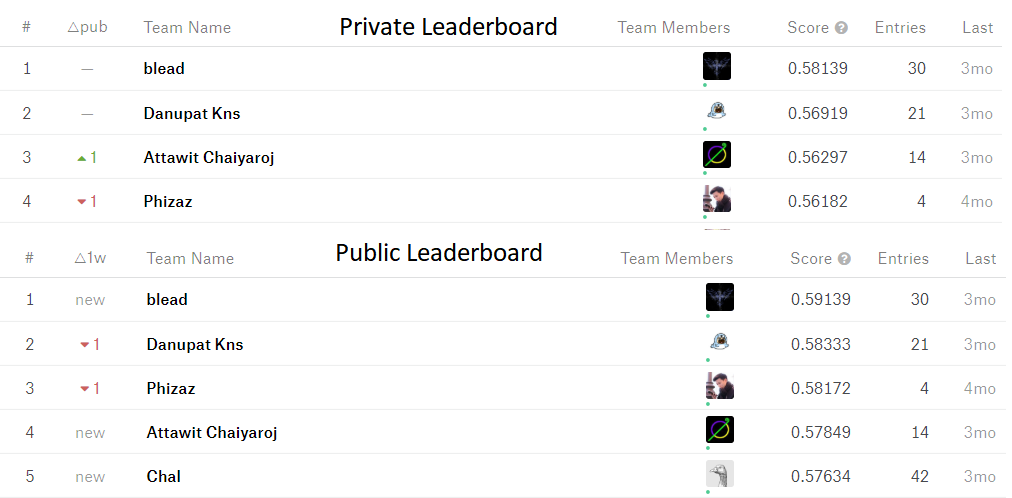 # △pub Team Name Private Leaderboard Team Members Score ? Entries Last
1 — blead 0.58139 30 3mo
2 — Danupat Kns 0.56919 21 3mo
3 ▲ 1 Attawit Chaiyaroj 0.56297 14 3mo
4 ▼ 1 Phizaz 0.56182 4 4mo
# △1w Team Name Public Leaderboard Team Members Score ? Entries Last
1 new blead 0.59139 30 3mo
2 ▼ 1 Danupat Kns 0.58333 21 3mo
3 ▼ 1 Phizaz 0.58172 4 4mo
4 new Attawit Chaiyaroj 0.57849 14 3mo
5 new Chal 0.57634 42 3mo